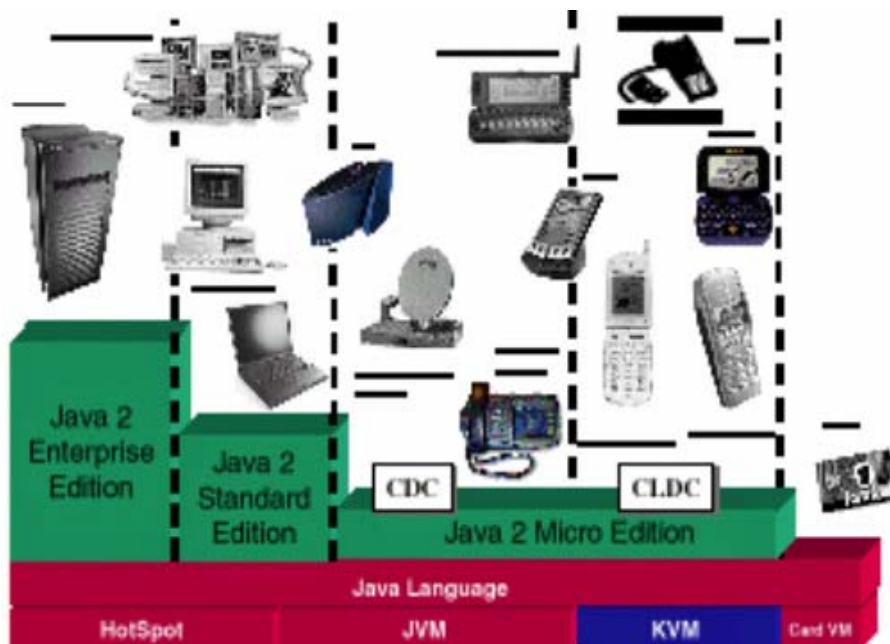 Java 2
Enterprise
Edition
Java 2
Standard
Edition
CDC
CLDC
Java 2 Micro Edition
Java Language
HotSpot
JVM
KVM
Card VM